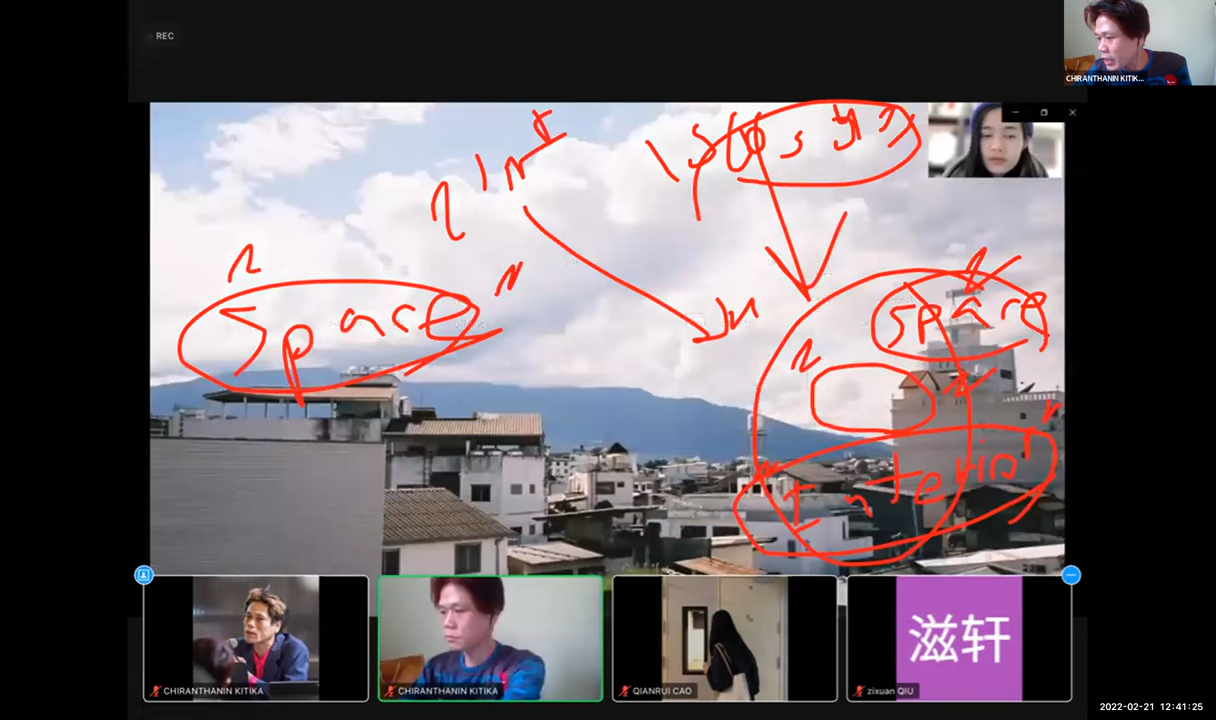 REC
CHIRANTHANIN KITIK...
Space
Space
Interior
CHIRANTHANIN KITIKA
CHIRANTHANIN KITIKA
QIANRUI CAO
zixuan QIU
滋轩
2022-02-21 12:41:25